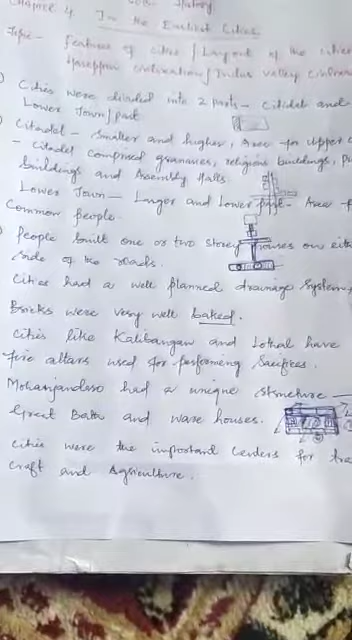 Chapter 4 In the Earliest Cities
Topic - Features of cities / Layout of the cities
Harappan civilization / Indus valley civiliza
Cities were divided into 2 parts - Citadel and
Lower Town / part
Citadel - Smaller and higher, Area for upper c
- Citadel comprised granaries, religious buildings, pu
buildings and Assembly Halls.
Lower Town - Larger and Lower part - Area f
Common people.
People built one or two storey houses on eith
side of the roads.
Cities had a well planned drainage system,
Bricks were very well baked.
Cities like Kalibangan and Lothal have
fire altars used for performing Sacrifices.
Mohanjandaso had a unique structure -
Great Bath and ware houses.
Cities were the important centers for tra
craft and Agriculture.